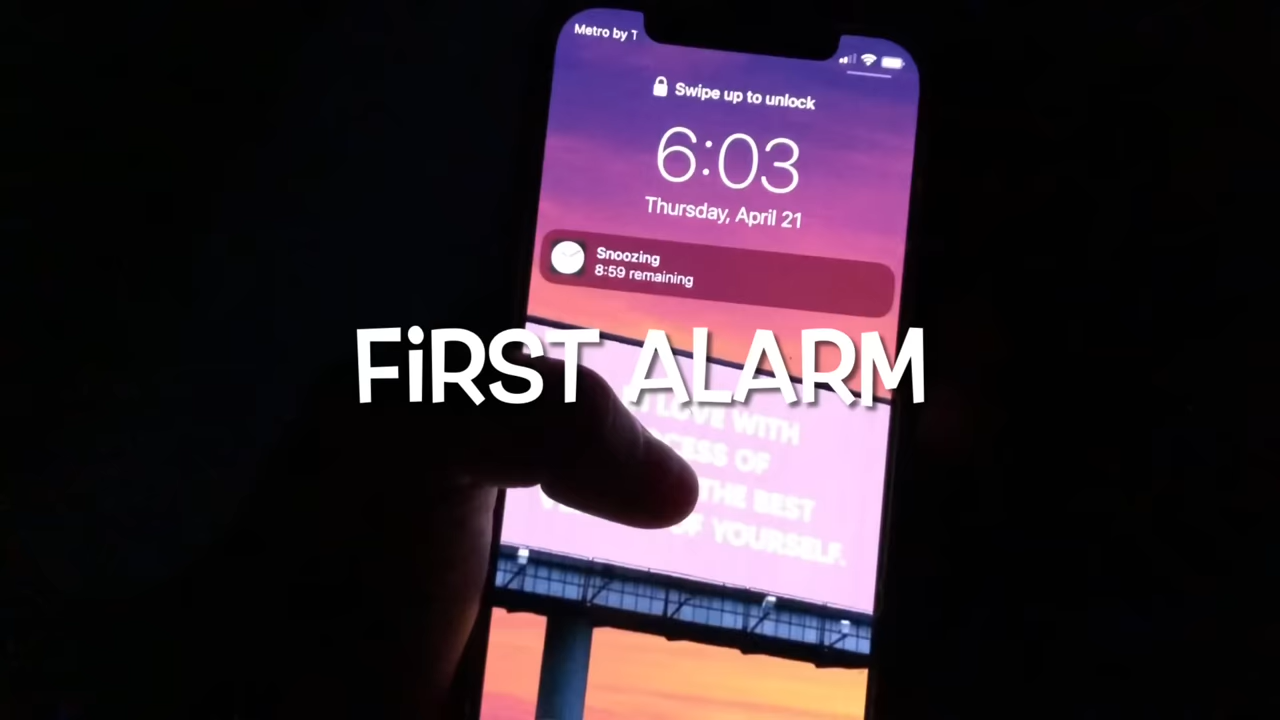 Metro by T
Swipe up to unlock
6:03
Thursday, April 21
Snoozing
8:59 remaining
FiRST ALARM
LOVE WITH
OF
THE BEST
OF YOURSELF.